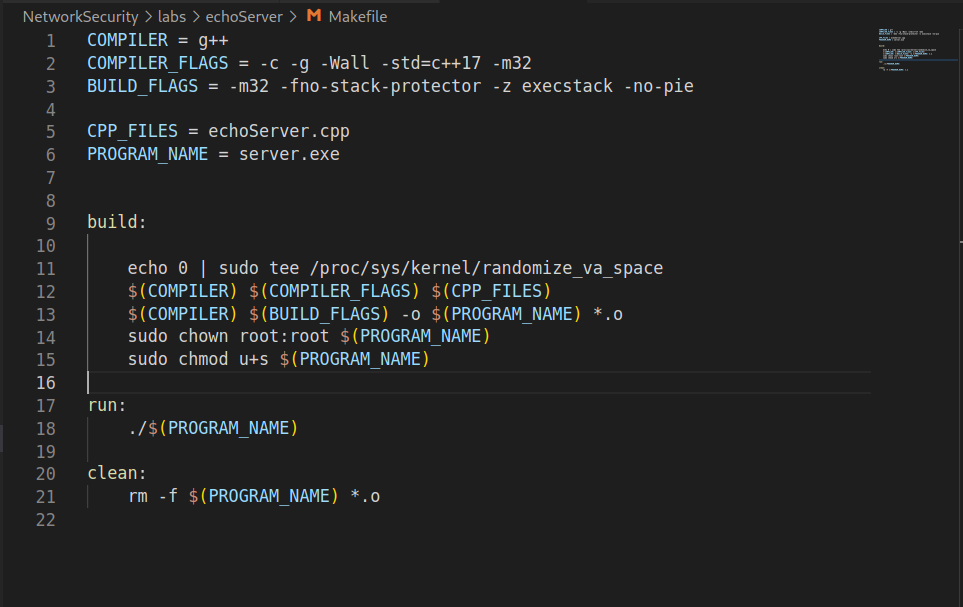 NetworkSecurity > labs > echoServer > M Makefile
1 COMPILER = g++
2 COMPILER_FLAGS = -c -g -Wall -std=c++17 -m32
3 BUILD_FLAGS = -m32 -fno-stack-protector -z execstack -no-pie
4
5 CPP_FILES = echoServer.cpp
6 PROGRAM_NAME = server.exe
7
8
9 build:
10
11 echo 0 | sudo tee /proc/sys/kernel/randomize_va_space
12 $(COMPILER) $(COMPILER_FLAGS) $(CPP_FILES)
13 $(COMPILER) $(BUILD_FLAGS) -o $(PROGRAM_NAME) *.o
14 sudo chown root:root $(PROGRAM_NAME)
15 sudo chmod u+s $(PROGRAM_NAME)
16
17 run:
18 ./$(PROGRAM_NAME)
19
20 clean:
21 rm -f $(PROGRAM_NAME) *.o
22